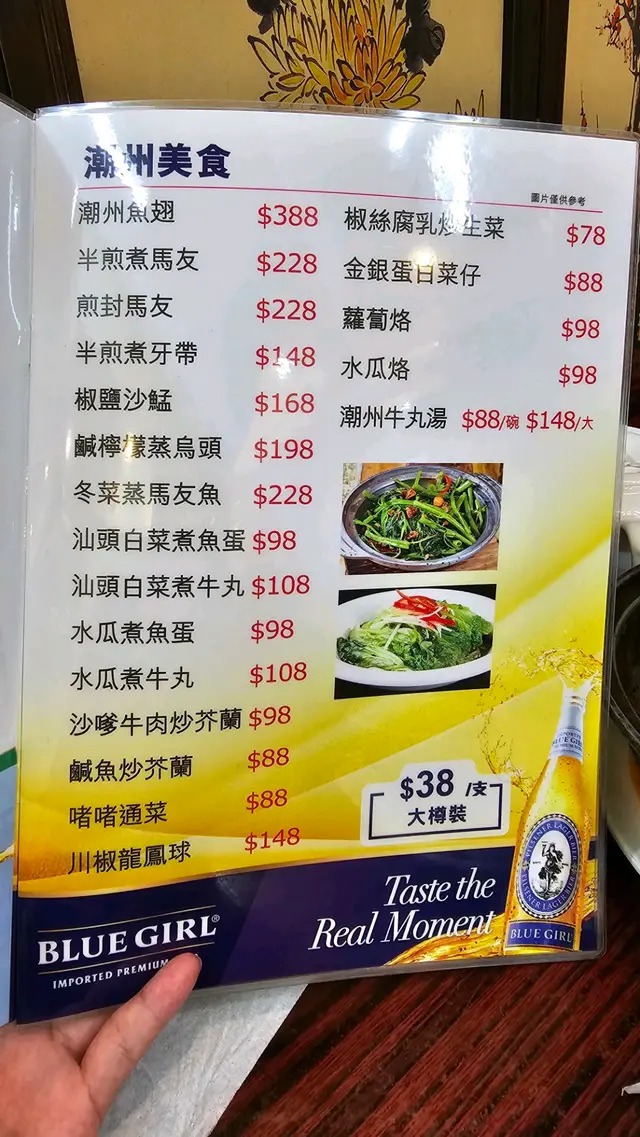 潮州美食
圖片僅供參考
潮州魚翅 $388
半煎煮馬友 $228
煎封馬友 $228
半煎煮牙帶 $148
椒鹽沙鯭 $168
鹹檸檬蒸烏頭 $198
冬菜蒸馬友魚 $228
汕頭白菜煮魚蛋 $98
汕頭白菜煮牛丸 $108
水瓜煮魚蛋 $98
水瓜煮牛丸 $108
沙嗲牛肉炒芥蘭 $98
鹹魚炒芥蘭 $88
啫啫通菜 $88
川椒龍鳳球 $148
椒絲腐乳炒生菜 $78
金銀蛋白菜仔 $88
蘿蔔烙 $98
水瓜烙 $98
潮州牛丸湯 $88/碗 $148/大
$38/支
大樽裝
BLUE GIRL®
IMPORTED PREMIUM
Taste the
Real Moment
BLUE GIRL
PILSENER LAGER BIER
BLUE GIRL